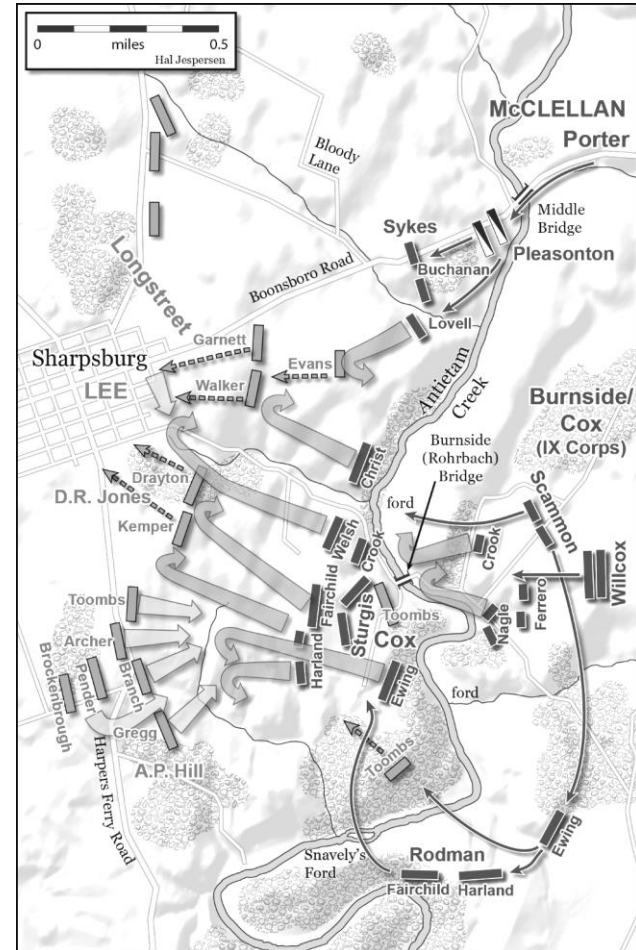 0 miles 0.5
Hal Jespersen
McCLELLAN
Porter
Bloody
Lane
Middle
Bridge
Sykes
Buchanan
Pleasonton
Longstreet
Boonsboro Road
Lovell
Garnett
Evans
Sharpsburg
LEE
Walker
Antietam
Creek
Burnside/
Cox
(IX Corps)
Christ
Burnside
(Rohrbach)
Bridge
Drayton
D.R. Jones
Kemper
ford
Scammon
Welsh
Crook
Crook
Willcox
Fairchild
Sturgis
Toombs
Nagle
Ferrero
Toombs
Harland
Cox
Archer
Branch
Pender
Brockenbrough
Ewing
ford
Gregg
A.P. Hill
Toombs
Harpers Ferry Road
Snavely's
Ford
Rodman
Ewing
Fairchild
Harland